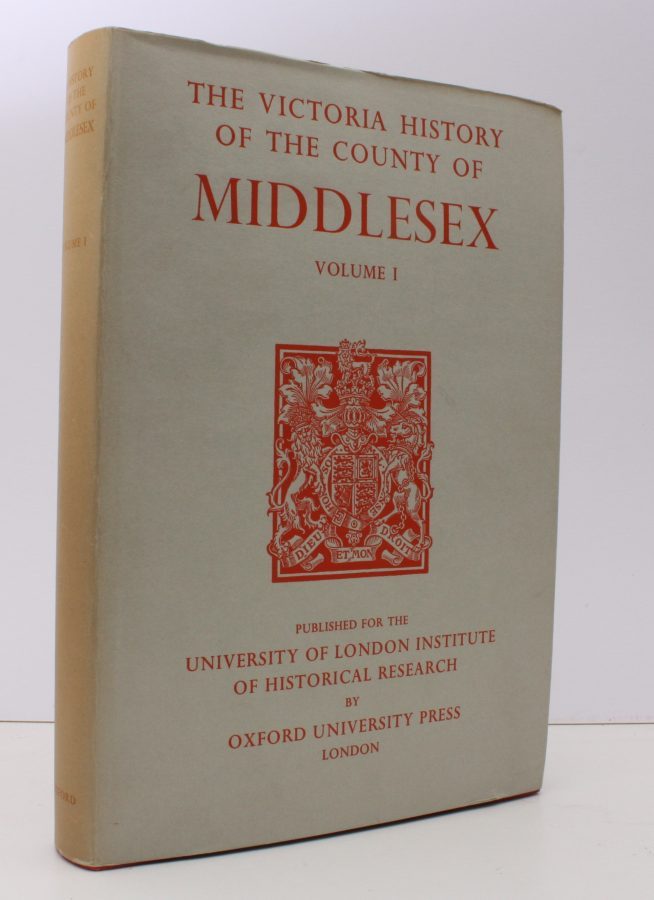 THE VICTORIA HISTORY
OF THE COUNTY OF
MIDDLESEX
VOLUME I
DIEU
ET MON
DROIT
PUBLISHED FOR THE
UNIVERSITY OF LONDON INSTITUTE
OF HISTORICAL RESEARCH
BY
OXFORD UNIVERSITY PRESS
LONDON